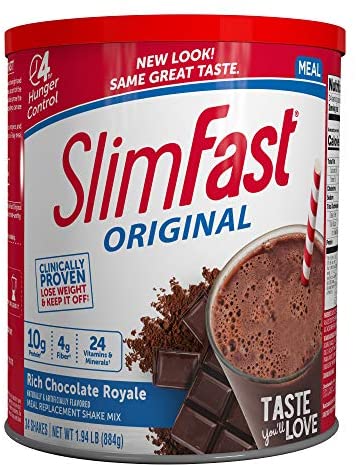 4
Hunger
Control
NEW LOOK!
SAME GREAT TASTE.
MEAL
SlimFast®
ORIGINAL
CLINICALLY
PROVEN
LOSE WEIGHT
& KEEP IT OFF!
10g
Protein*
4g
Fiber*
24
Vitamins &
Minerals*
Rich Chocolate Royale
NATURALLY & ARTIFICIALLY FLAVORED
MEAL REPLACEMENT SHAKE MIX
SHAKES | NET WT 1.94 LB (884g)
TASTE
You'll
LOVE